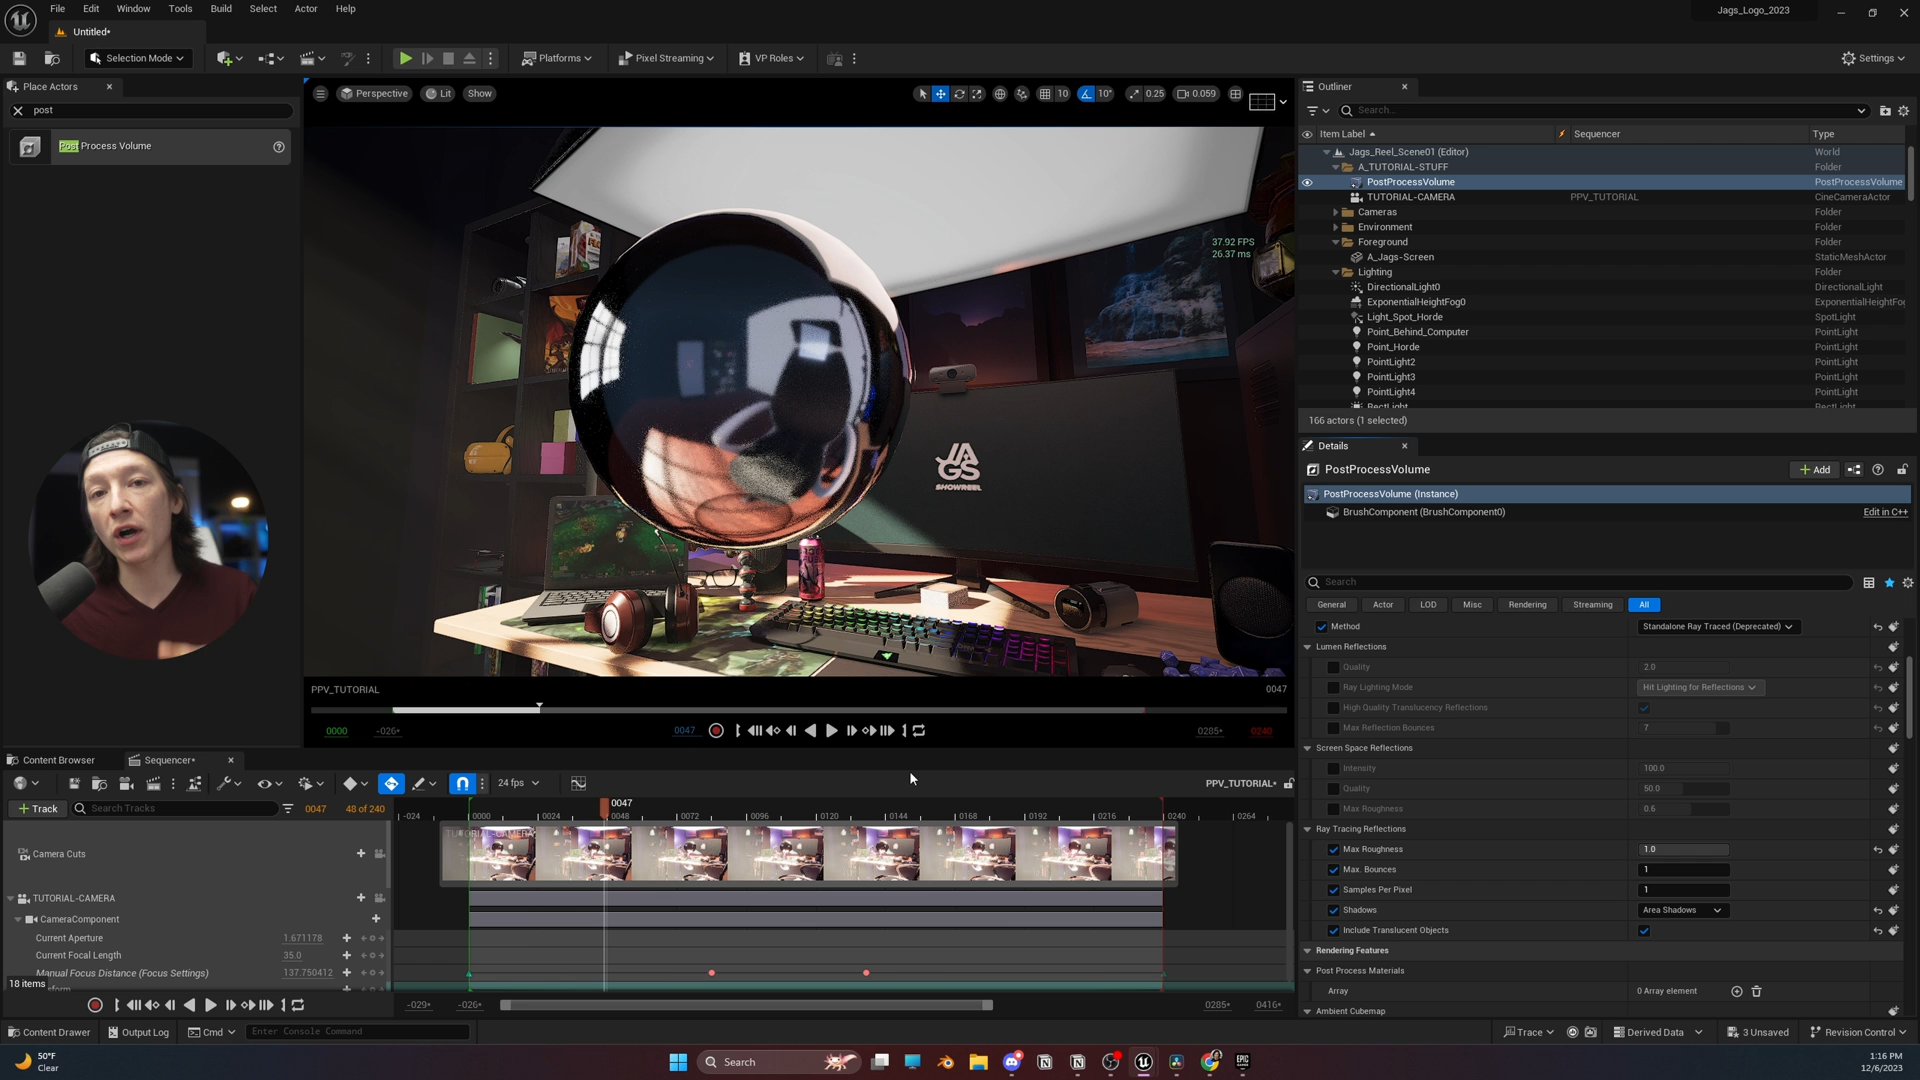 File Edit Window Tools Build Select Actor Help
Jags_Logo_2023
Untitled*
Selection Mode
Platforms
Pixel Streaming
VP Roles
Settings
Place Actors
post
Post Process Volume
Perspective
Lit
Show
10
10°
0.25
0.059
37.92 FPS
26.37 ms
JA
GS
SHOWREEL
PPV_TUTORIAL
0047
0000
-026*
0047
0285*
0240
Outliner
Search...
Item Label
Sequencer
Type
Jags_Reel_Scene01 (Editor) World
A_TUTORIAL-STUFF Folder
PostProcessVolume PostProcessVolume
TUTORIAL-CAMERA PPV_TUTORIAL CineCameraActor
Cameras Folder
Environment Folder
Foreground Folder
A_Jags-Screen StaticMeshActor
Lighting Folder
DirectionalLight0 DirectionalLight
ExponentialHeightFog0 ExponentialHeightFog
Light_Spot_Horde SpotLight
Point_Behind_Computer PointLight
Point_Horde PointLight
PointLight2 PointLight
PointLight3 PointLight
PointLight4 PointLight
RectLight RectLight
166 actors (1 selected)
Details
PostProcessVolume
Add
PostProcessVolume (Instance)
BrushComponent (BrushComponent0)
Edit in C++
Search
General Actor LOD Misc Rendering Streaming All
Method Standalone Ray Traced (Deprecated)
Lumen Reflections
Quality 2.0
Ray Lighting Mode Hit Lighting for Reflections
High Quality Translucency Reflections
Max Reflection Bounces 7
Screen Space Reflections
Intensity 100.0
Quality 50.0
Max Roughness 0.6
Ray Tracing Reflections
Max Roughness 1.0
Max. Bounces 1
Samples Per Pixel 1
Shadows Area Shadows
Include Translucent Objects
Rendering Features
Post Process Materials
Array 0 Array element
Ambient Cubemap
Content Browser
Sequencer*
24 fps
PPV_TUTORIAL*
Track
Search Tracks
0047
48 of 240
0047
-024 0000 0024 0048 0072 0096 0120 0144 0168 0192 0216 0240 0264
TUTORIAL-CAMERA
Camera Cuts
TUTORIAL-CAMERA
CameraComponent
Current Aperture 1.671178
Current Focal Length 35.0
Manual Focus Distance (Focus Settings) 137.750412
18 items
-029*
-026*
0285*
0416*
Content Drawer
Output Log
Cmd
Enter Console Command
Trace
Derived Data
3 Unsaved
Revision Control
50°F
Clear
Search
EPIC
1:16 PM
12/6/2023